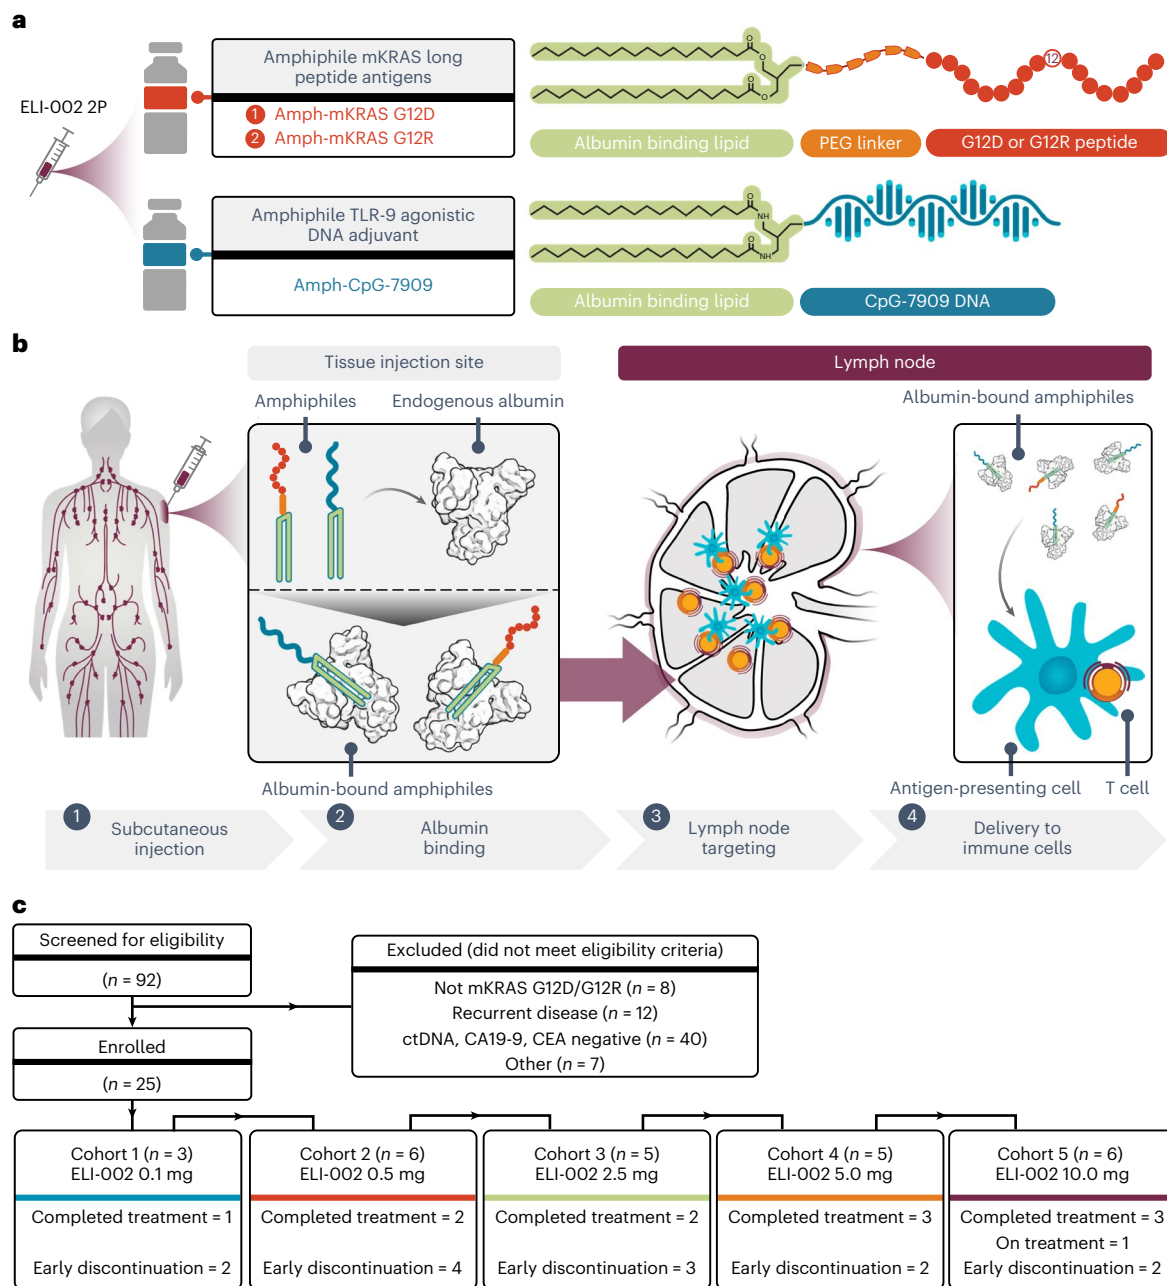 a
ELI-002 2P
Amphiphile mKRAS long
peptide antigens
1 Amph-mKRAS G12D
2 Amph-mKRAS G12R
O
O
O
O
12
Albumin binding lipid
PEG linker
G12D or G12R peptide
Amphiphile TLR-9 agonistic
DNA adjuvant
Amph-CpG-7909
O
NH
O
NH
Albumin binding lipid
CpG-7909 DNA
b
Tissue injection site
Lymph node
Amphiphiles
Endogenous albumin
Albumin-bound amphiphiles
Albumin-bound amphiphiles
Antigen-presenting cell
T cell
1 Subcutaneous
injection
2 Albumin
binding
3 Lymph node
targeting
4 Delivery to
immune cells
c
Screened for eligibility
(n = 92)
Excluded (did not meet eligibility criteria)
Not mKRAS G12D/G12R (n = 8)
Recurrent disease (n = 12)
ctDNA, CA19-9, CEA negative (n = 40)
Other (n = 7)
Enrolled
(n = 25)
Cohort 1 (n = 3)
ELI-002 0.1 mg
Completed treatment = 1
Early discontinuation = 2
Cohort 2 (n = 6)
ELI-002 0.5 mg
Completed treatment = 2
Early discontinuation = 4
Cohort 3 (n = 5)
ELI-002 2.5 mg
Completed treatment = 2
Early discontinuation = 3
Cohort 4 (n = 5)
ELI-002 5.0 mg
Completed treatment = 3
Early discontinuation = 2
Cohort 5 (n = 6)
ELI-002 10.0 mg
Completed treatment = 3
On treatment = 1
Early discontinuation = 2